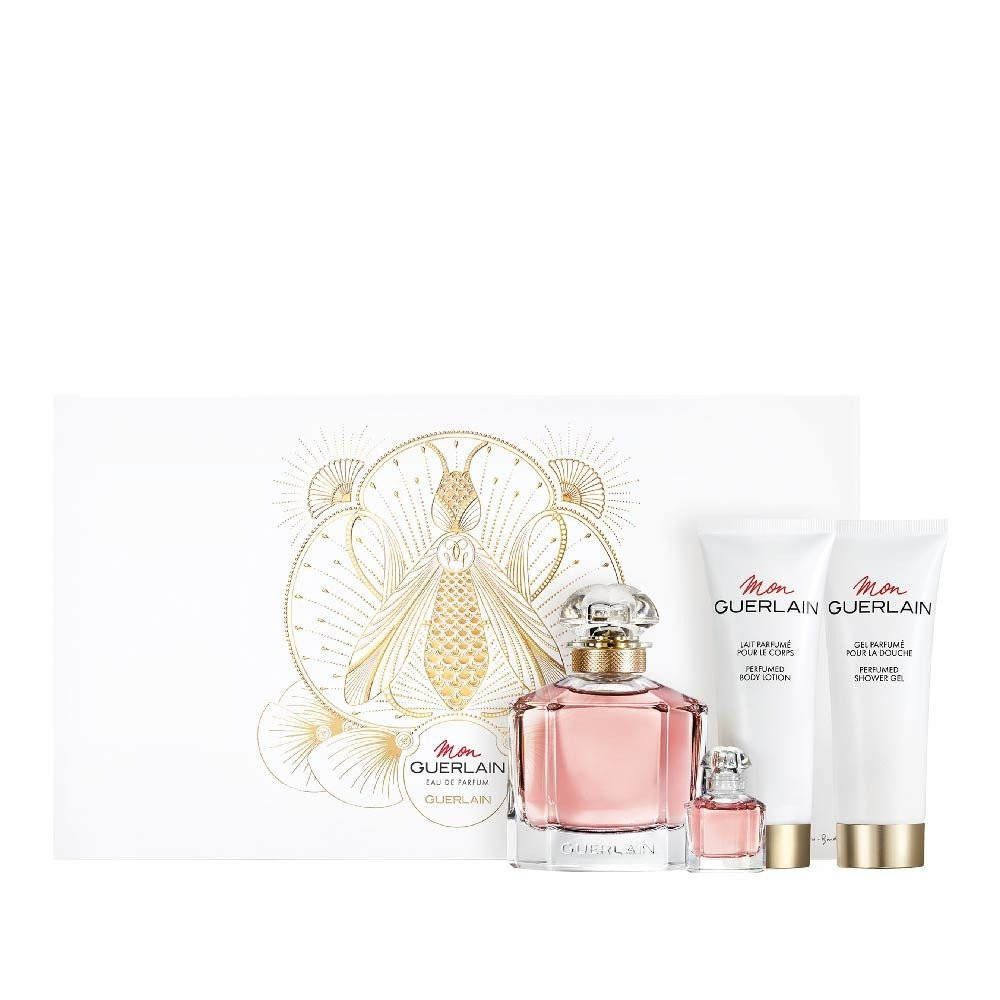 Mon
GUERLAIN
EAU DE PARFUM
GUERLAIN
GUERLAIN
Mon
GUERLAIN
LAIT PARFUMÉ
POUR LE CORPS
PERFUMED
BODY LOTION
Mon
GUERLAIN
GEL PARFUMÉ
POUR LA DOUCHE
PERFUMED
SHOWER GEL